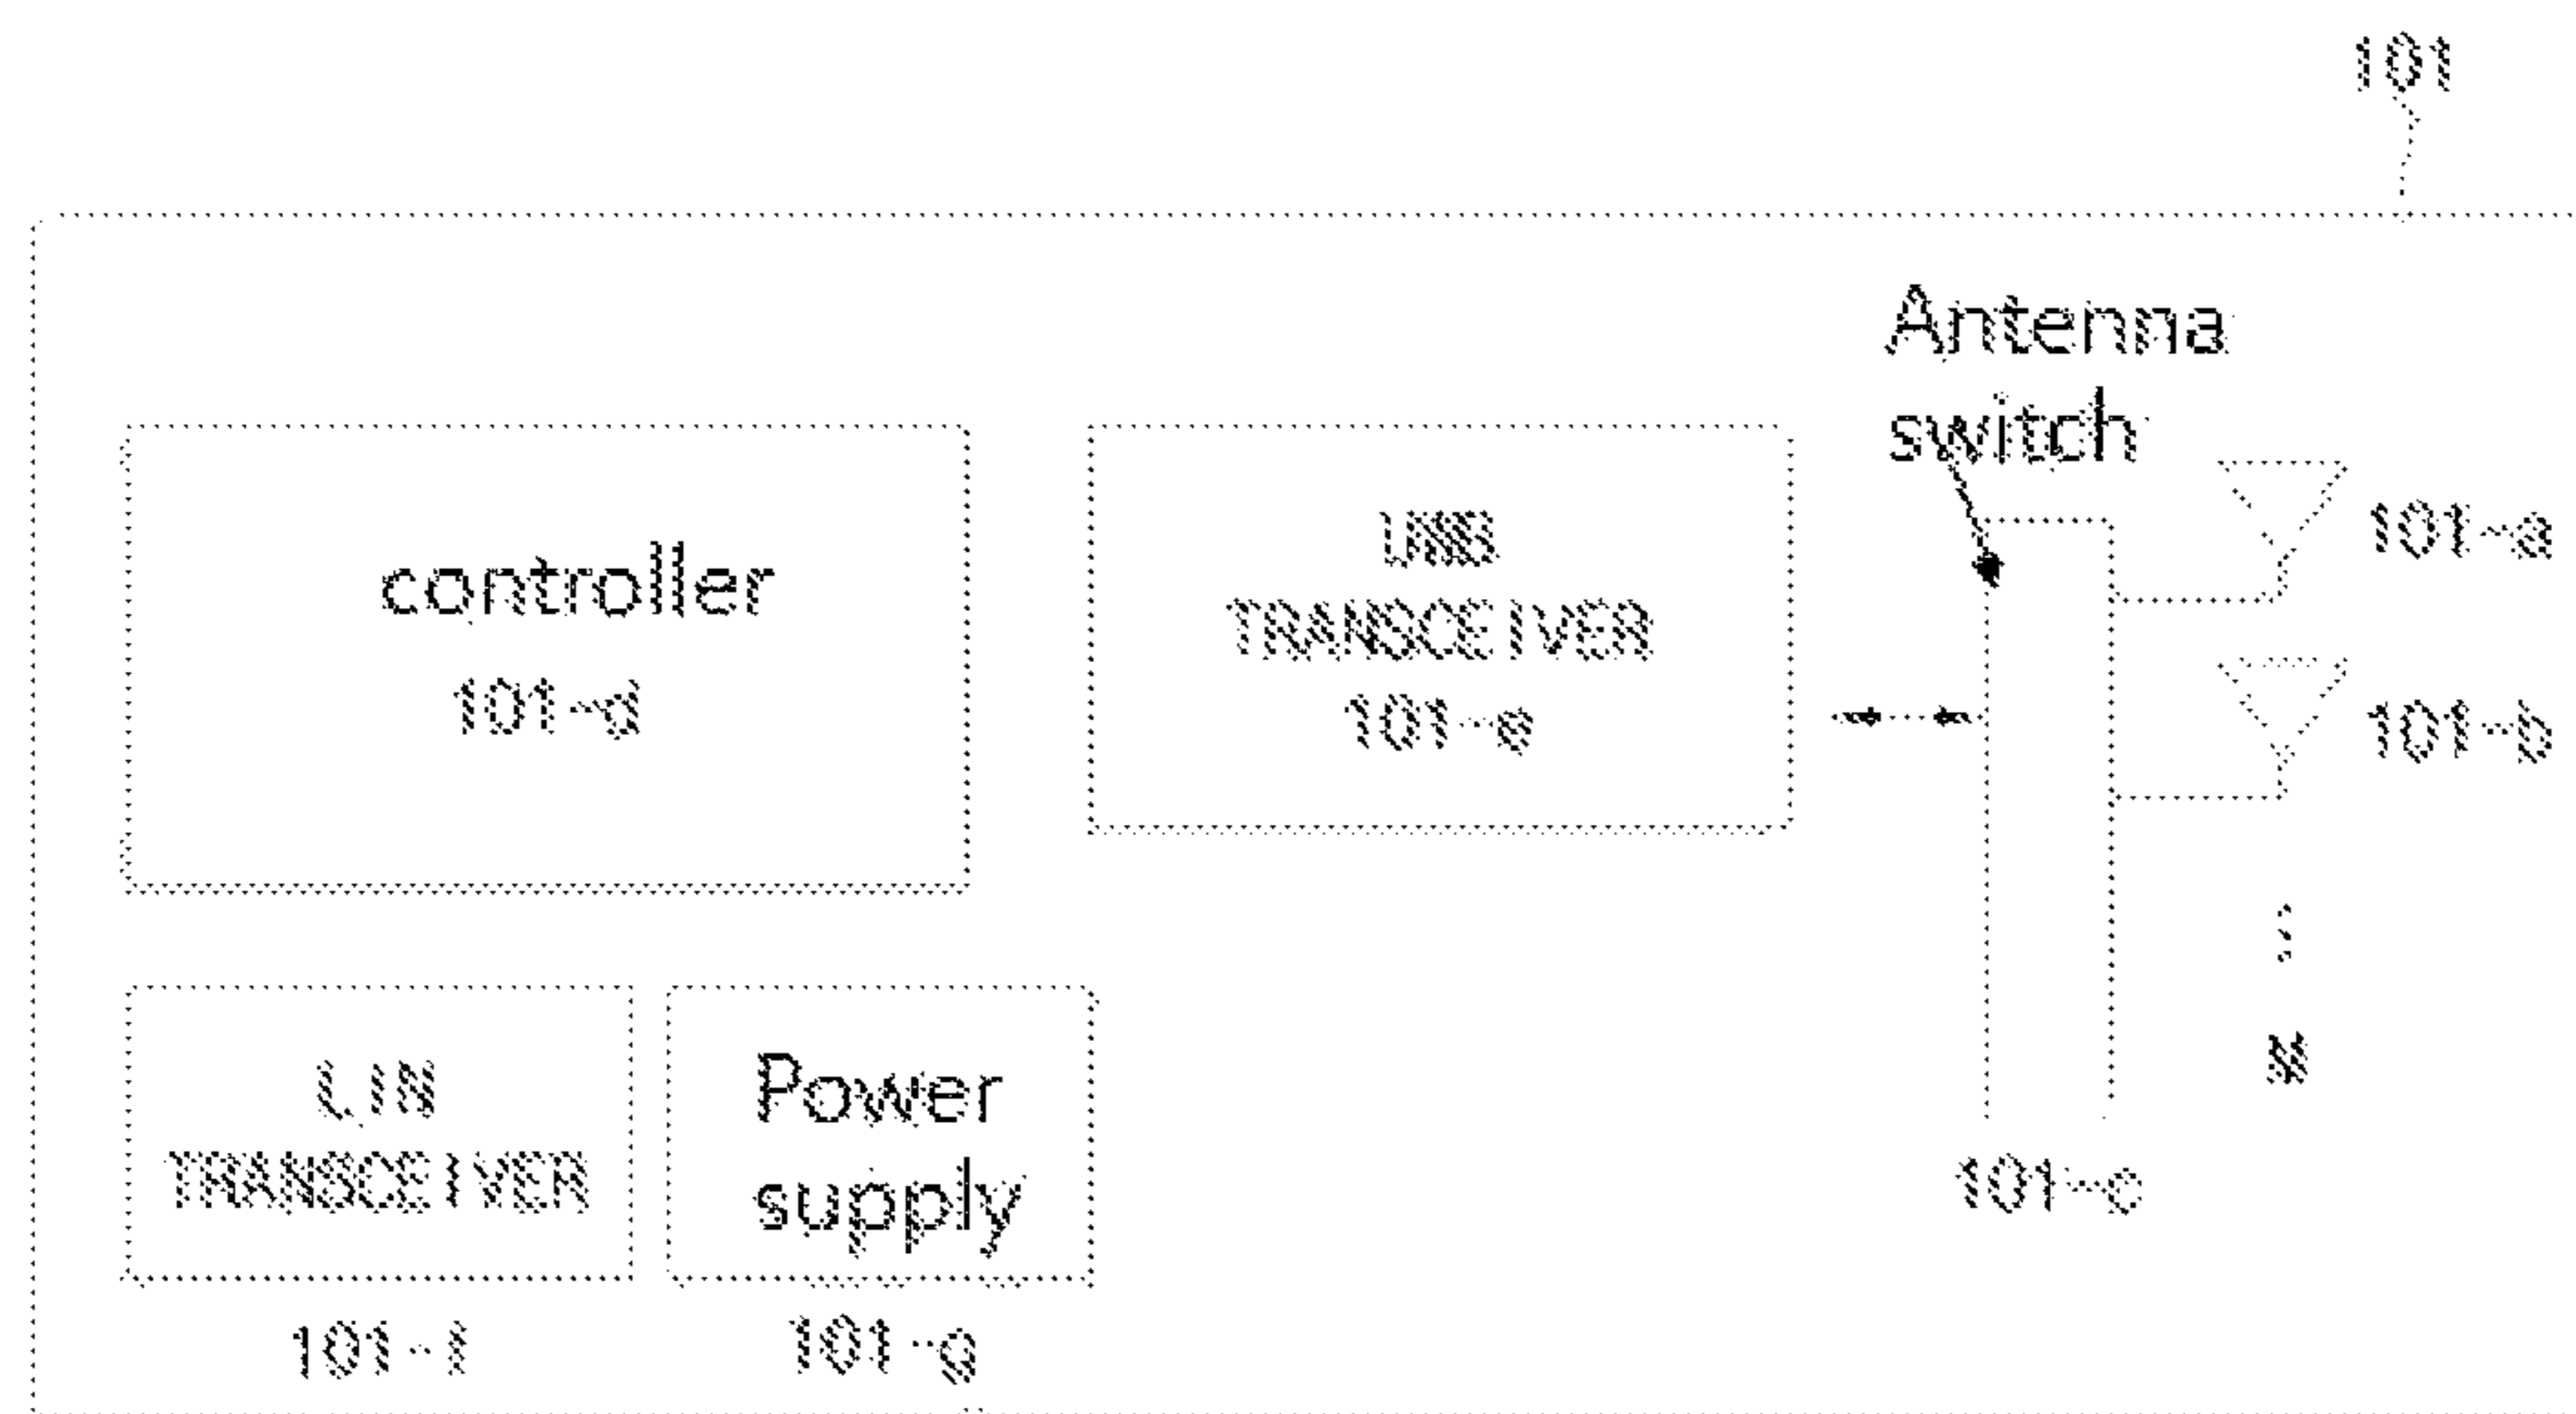 101
Antenna
switch
controller
101-d
UWB
TRANSCEIVER
101-e
101-a
101-b
N
LIN
TRANSCEIVER
101-f
Power
supply
101-g
101-c